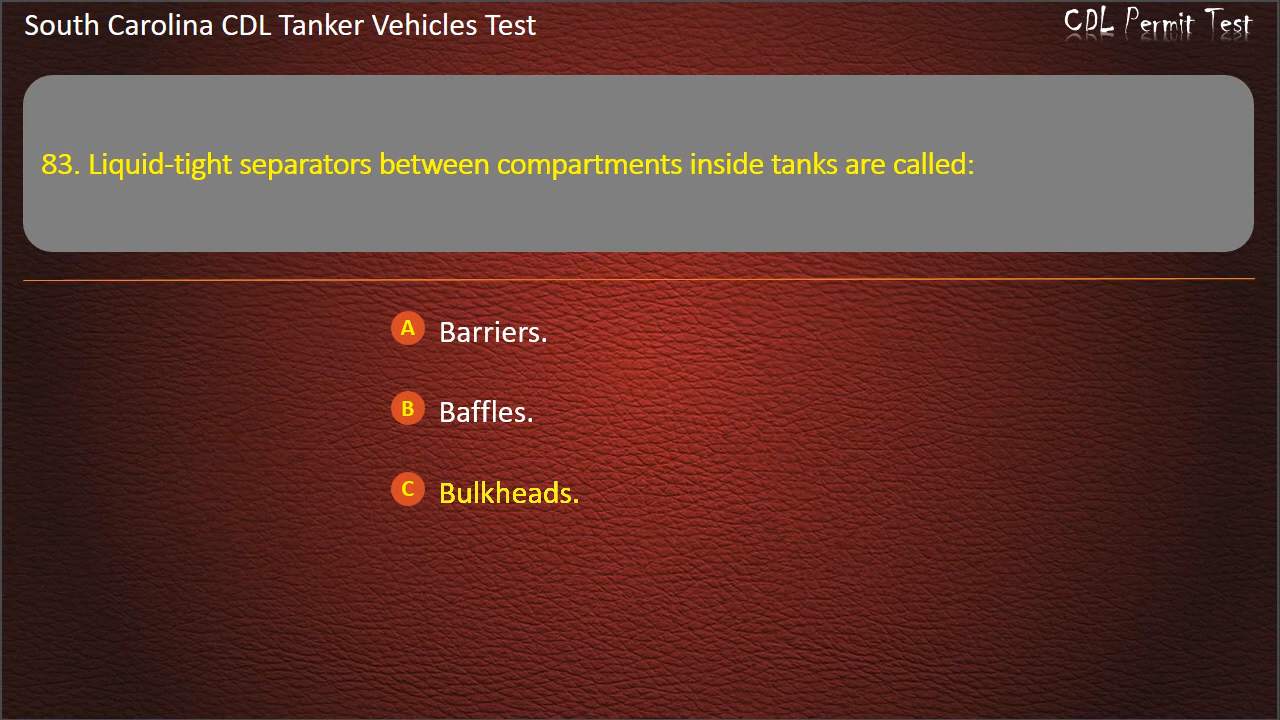 South Carolina CDL Tanker Vehicles Test
CDL Permit Test
83. Liquid-tight separators between compartments inside tanks are called:
A Barriers.
B Baffles.
C Bulkheads.